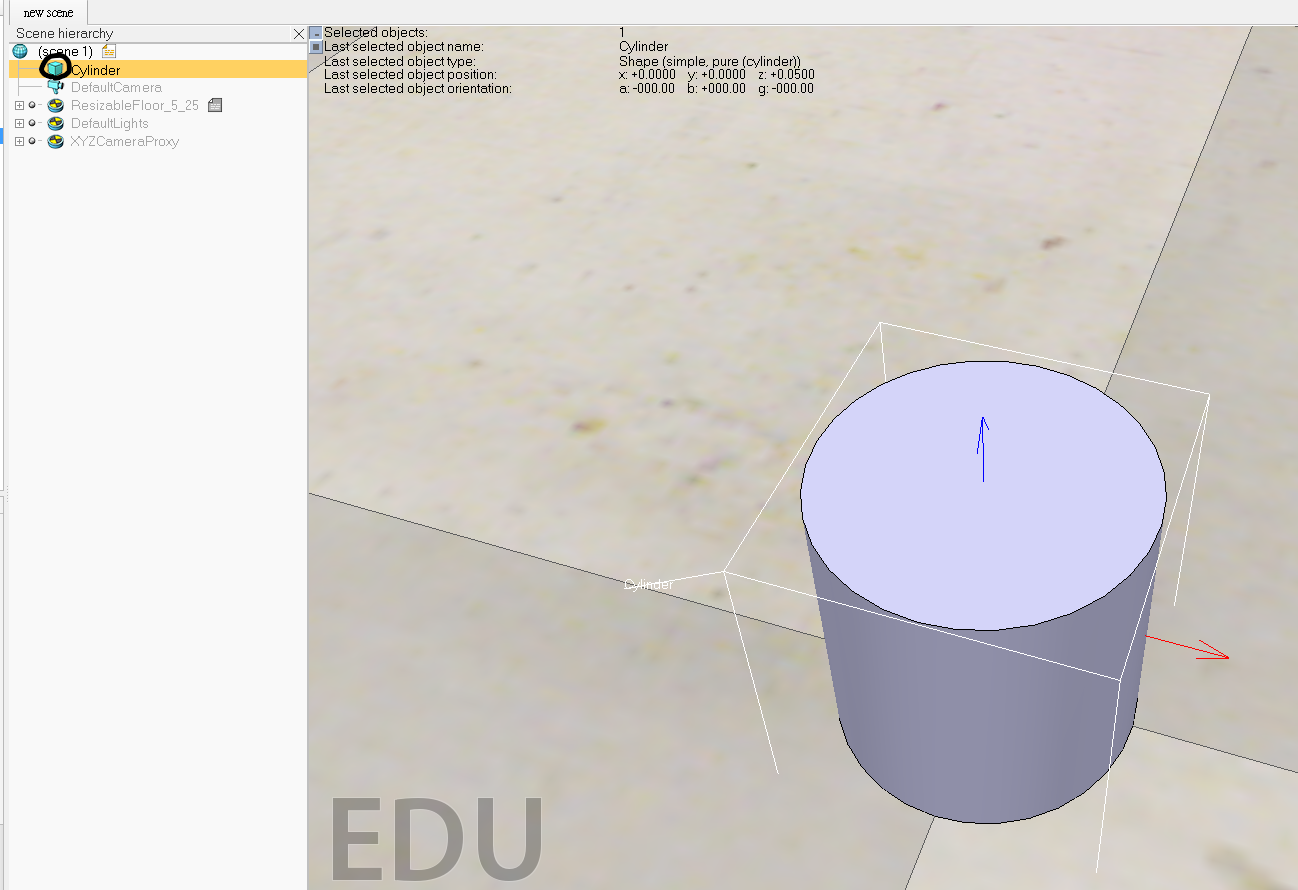 new scene
Scene hierarchy
(scene 1)
Cylinder
DefaultCamera
ResizableFloor_5_25
DefaultLights
XYZCameraProxy
Selected objects: 1
Last selected object name: Cylinder
Last selected object type: Shape (simple, pure (cylinder))
Last selected object position: x: +0.0000 y: +0.0000 z: +0.0500
Last selected object orientation: a: -000.00 b: +000.00 g: -000.00
Cylinder
EDU